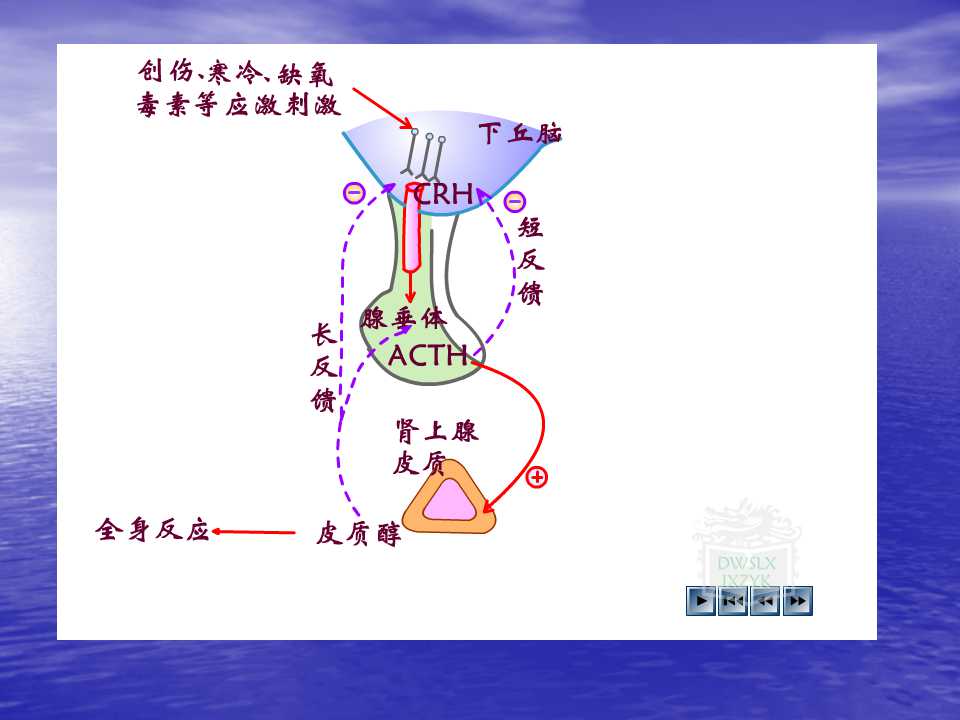 创伤、寒冷、缺氧
毒素等应激刺激
下丘脑
CRH
短反馈
腺垂体
ACTH
长反馈
肾上腺
皮质
皮质醇
全身反应
DWSLX
JXZYK